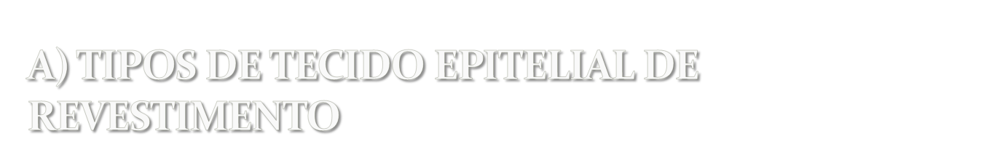 A) TIPOS DE TECIDO EPITELIAL DE
REVESTIMENTO